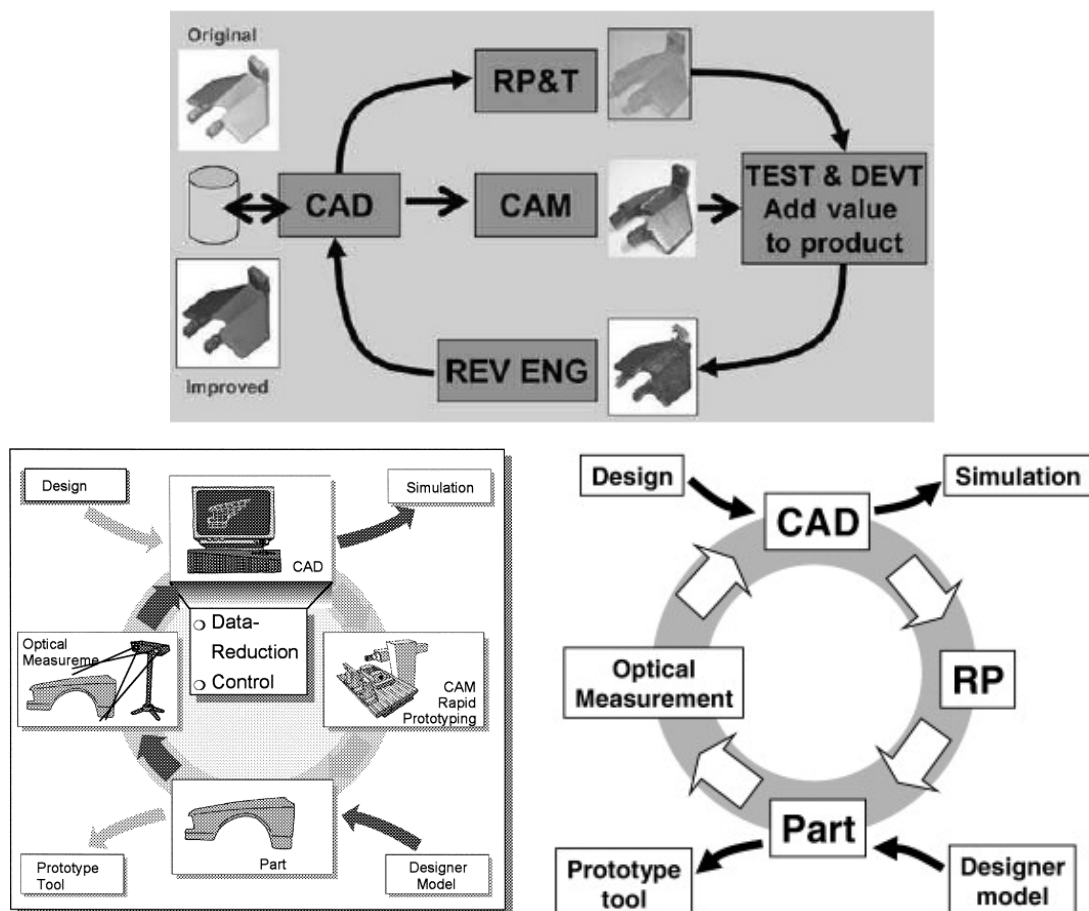 Original
RP&T
TEST & DEVT
Add value
to product
CAD
CAM
REV ENG
Improved
Design
Simulation
CAD
Data-
Reduction
Control
Optical
Measureme
CAM
Rapid
Prototyping
Part
Prototype
Tool
Designer
Model
Design
Simulation
CAD
Optical
Measurement
RP
Part
Prototype
tool
Designer
model